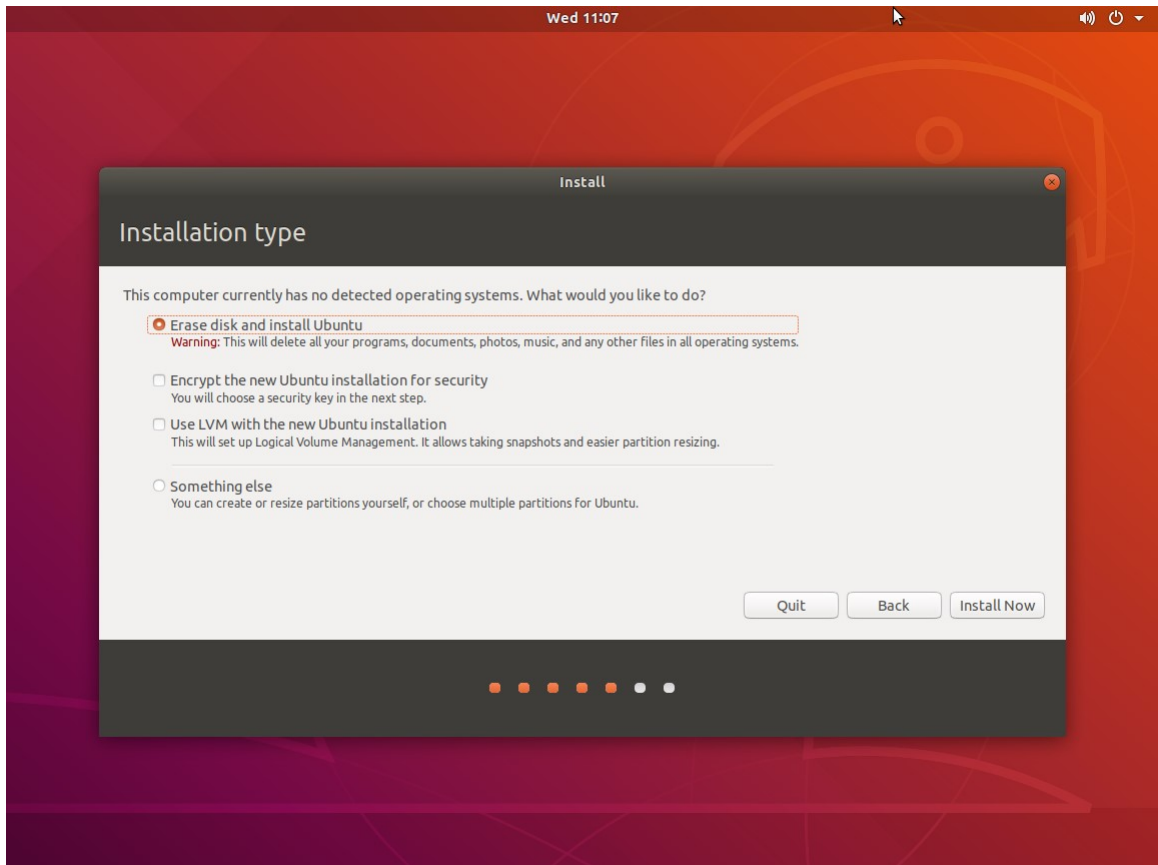 Wed 11:07
Install
Installation type
This computer currently has no detected operating systems. What would you like to do?
Erase disk and install Ubuntu
Warning: This will delete all your programs, documents, photos, music, and any other files in all operating systems.
Encrypt the new Ubuntu installation for security
You will choose a security key in the next step.
Use LVM with the new Ubuntu installation
This will set up Logical Volume Management. It allows taking snapshots and easier partition resizing.
Something else
You can create or resize partitions yourself, or choose multiple partitions for Ubuntu.
Quit Back Install Now